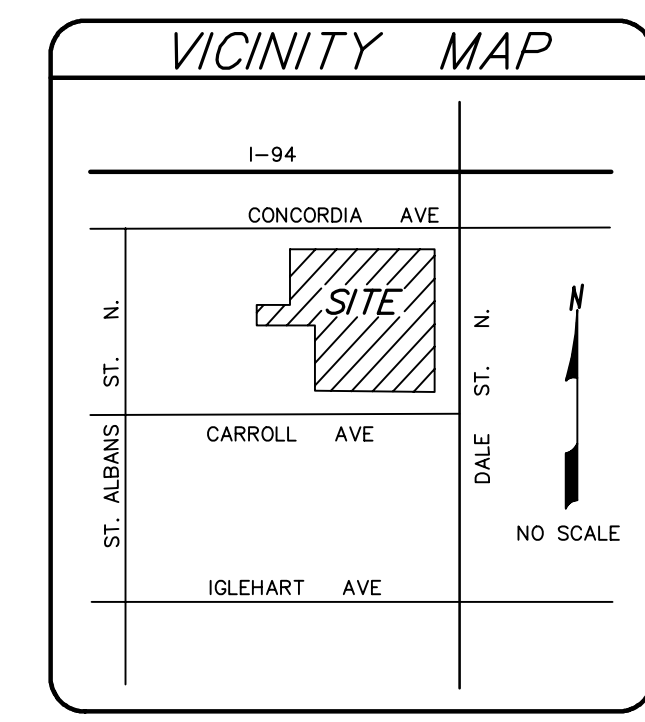 VICINITY MAP
I-94
CONCORDIA AVE
SITE
N
ST. ALBANS ST. N.
DALE ST. N.
CARROLL AVE
NO SCALE
IGLEHART AVE